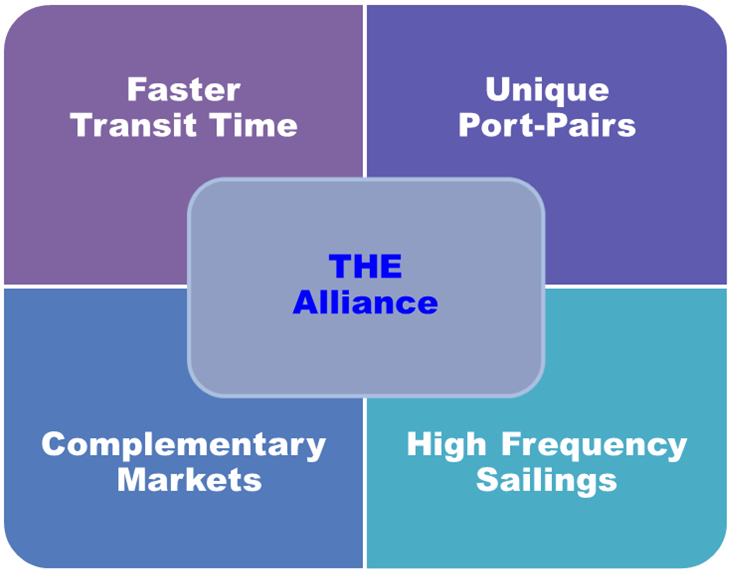 Faster
Transit Time
Unique
Port-Pairs
THE
Alliance
Complementary
Markets
High Frequency
Sailings